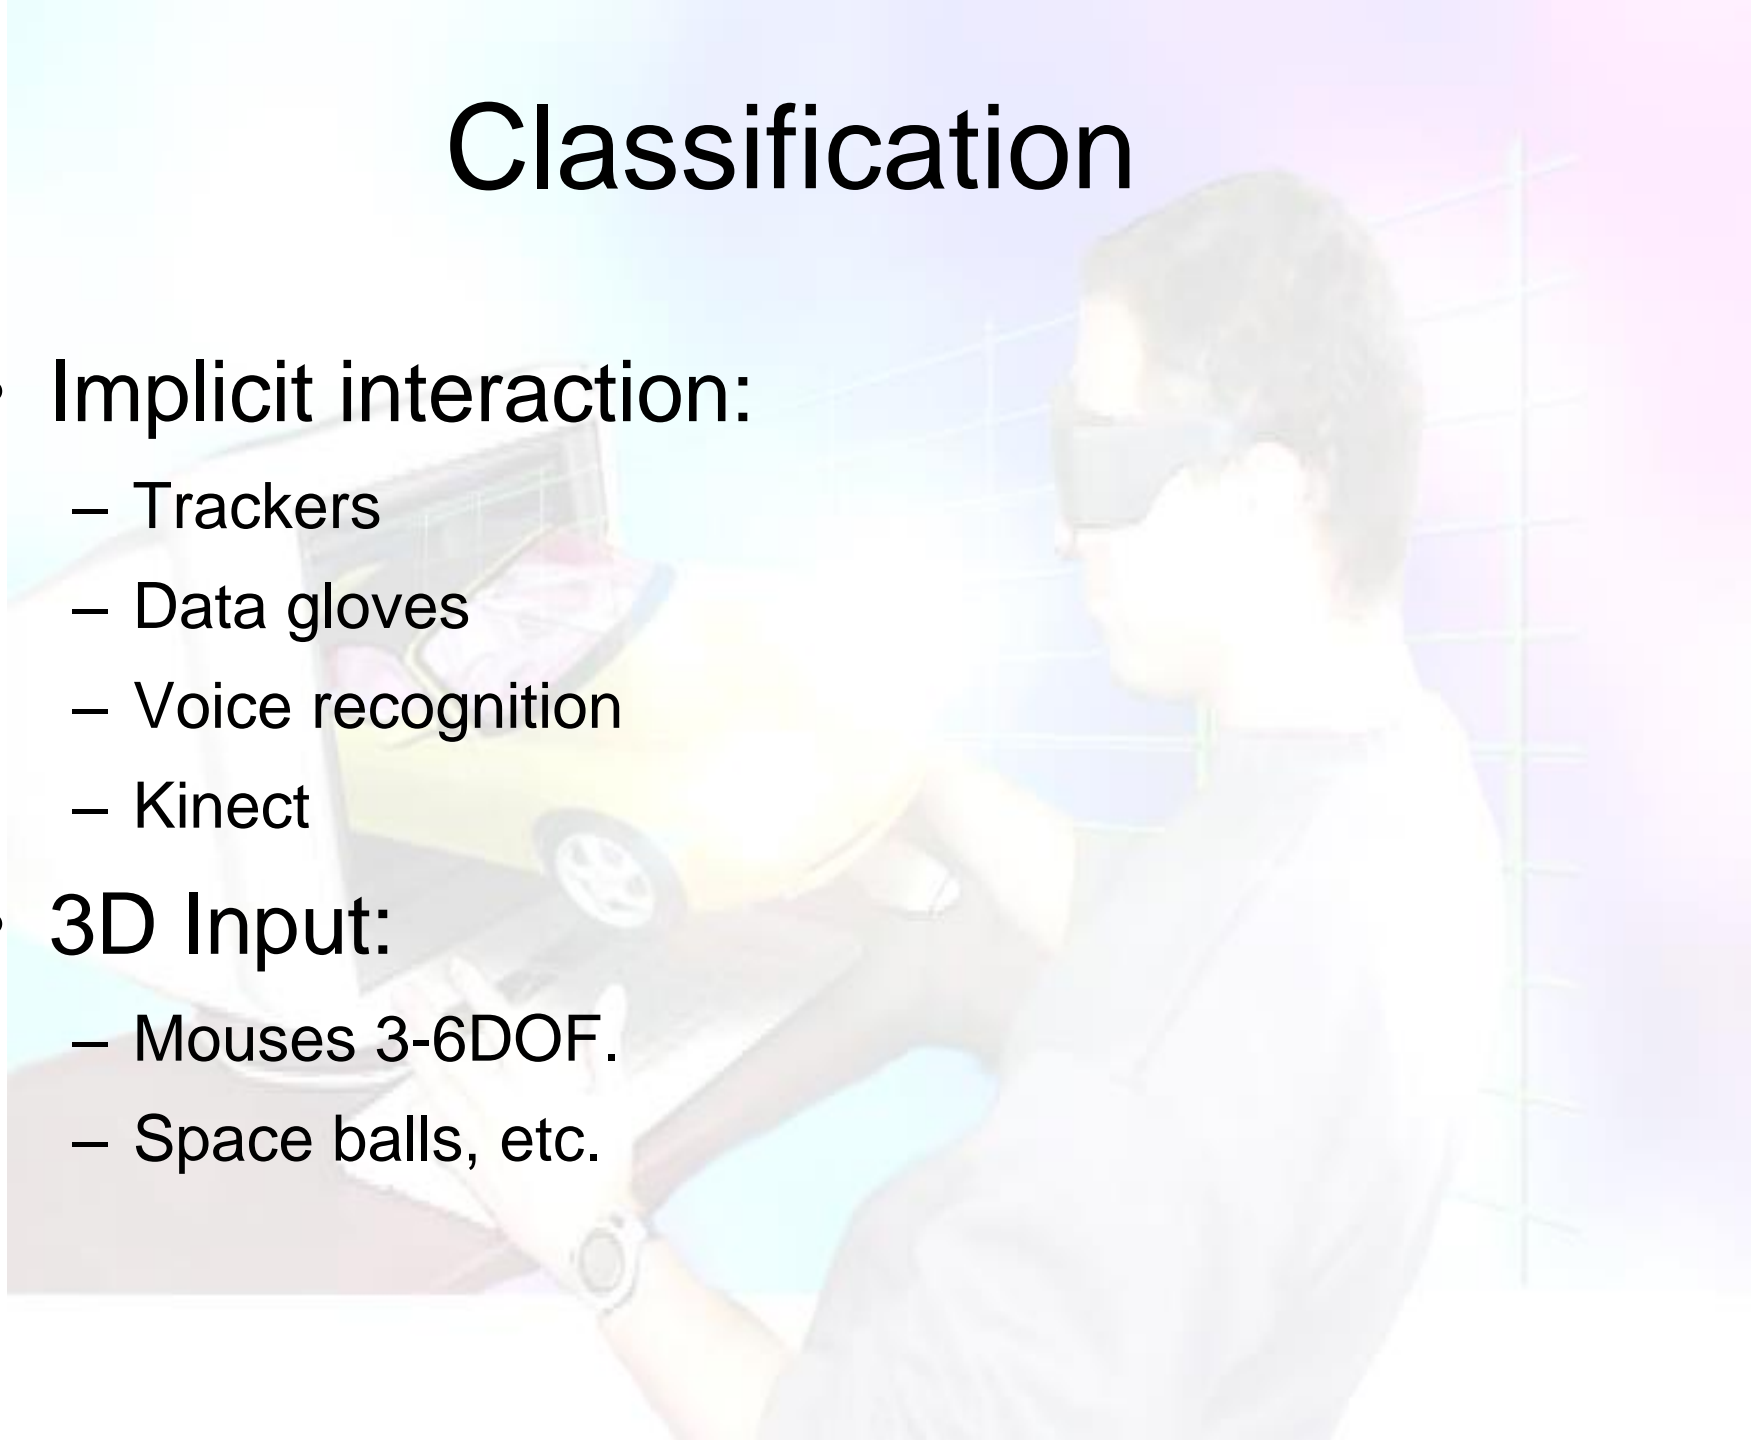 Classification
• Implicit interaction:
– Trackers
– Data gloves
– Voice recognition
– Kinect
• 3D Input:
– Mouses 3-6DOF.
– Space balls, etc.